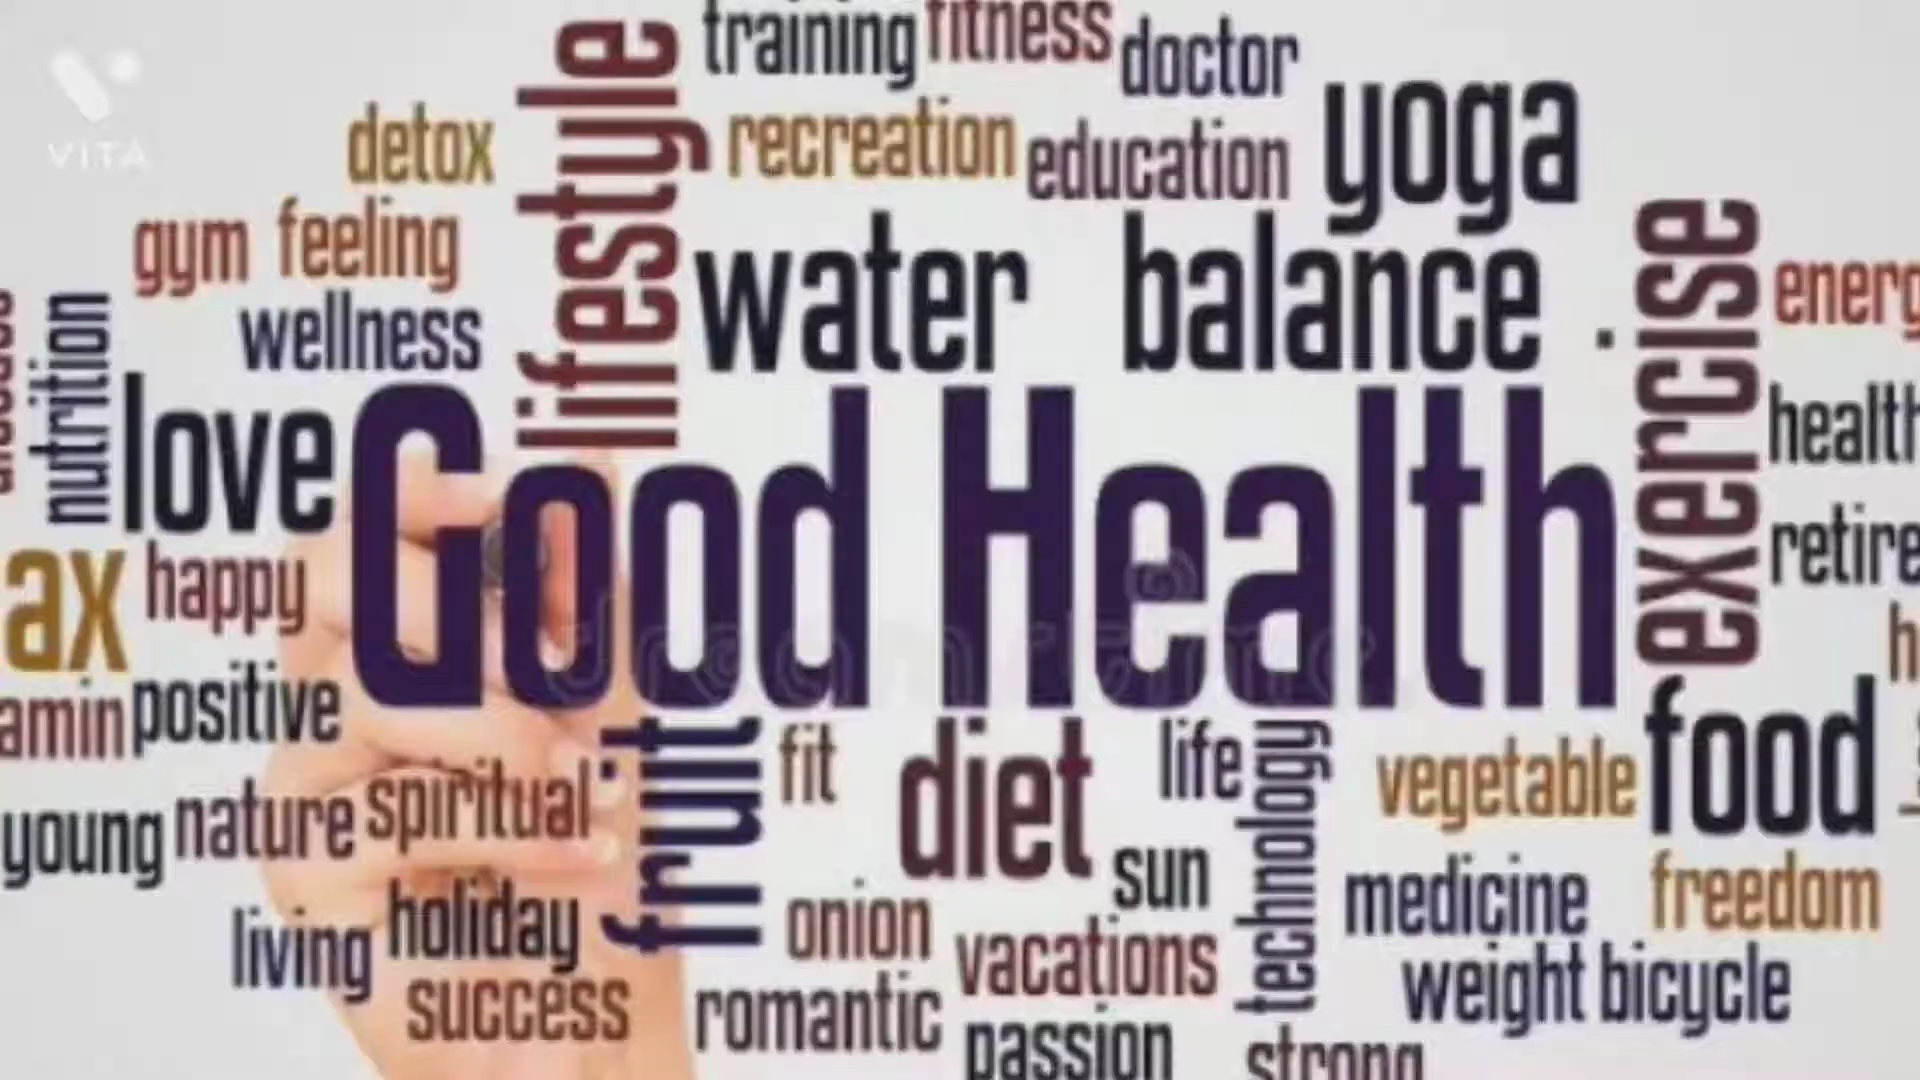 training fitness doctor
VITA
detox
lifestyle
recreation
education
yoga
gym feeling
water balance
exercise
nutrition
wellness
love
Good Health
happy
positive
food
fruit
fit
diet
life
technology
vegetable
young nature spiritual
sun
medicine
freedom
living holiday
onion
vacations
weight bicycle
success
romantic
passion
strong
dreamstime